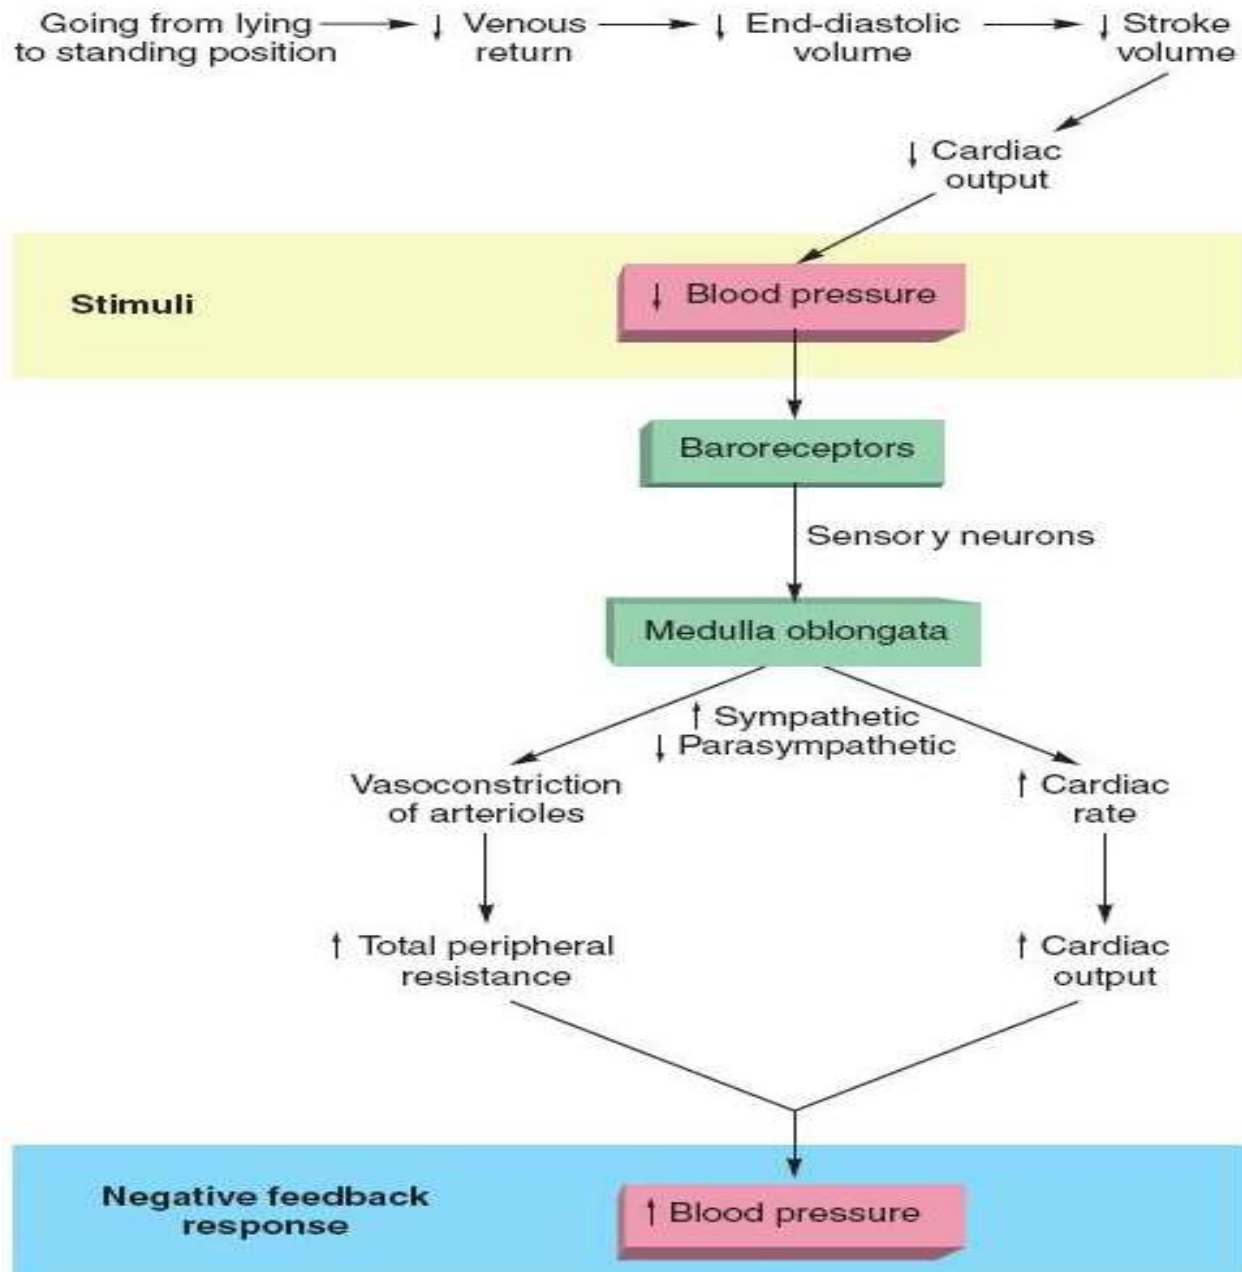 Going from lying
to standing position
↓ Venous
return
↓ End-diastolic
volume
↓ Stroke
volume
↓ Cardiac
output
Stimuli
↓ Blood pressure
Baroreceptors
Sensor y neurons
Medulla oblongata
↑ Sympathetic
↓ Parasympathetic
Vasoconstriction
of arterioles
↑ Cardiac
rate
↑ Total peripheral
resistance
↑ Cardiac
output
Negative feedback
response
↑ Blood pressure